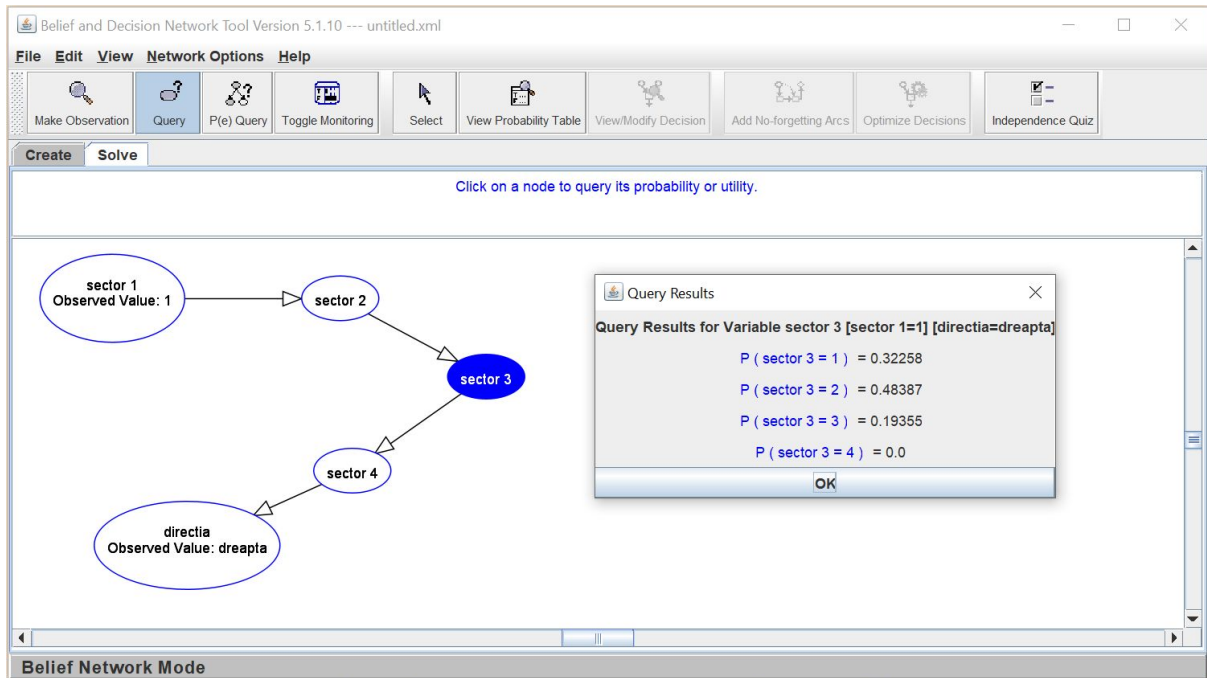 Belief and Decision Network Tool Version 5.1.10 --- untitled.xml
File Edit View Network Options Help
Make Observation Query P(e) Query Toggle Monitoring Select View Probability Table View/Modify Decision Add No-forgetting Arcs Optimize Decisions Independence Quiz
Create Solve
Click on a node to query its probability or utility.
sector 1
Observed Value: 1
sector 2
sector 3
sector 4
directia
Observed Value: dreapta
Query Results
Query Results for Variable sector 3 [sector 1=1] [directia=dreapta]
P ( sector 3 = 1 ) = 0.32258
P ( sector 3 = 2 ) = 0.48387
P ( sector 3 = 3 ) = 0.19355
P ( sector 3 = 4 ) = 0.0
OK
Belief Network Mode